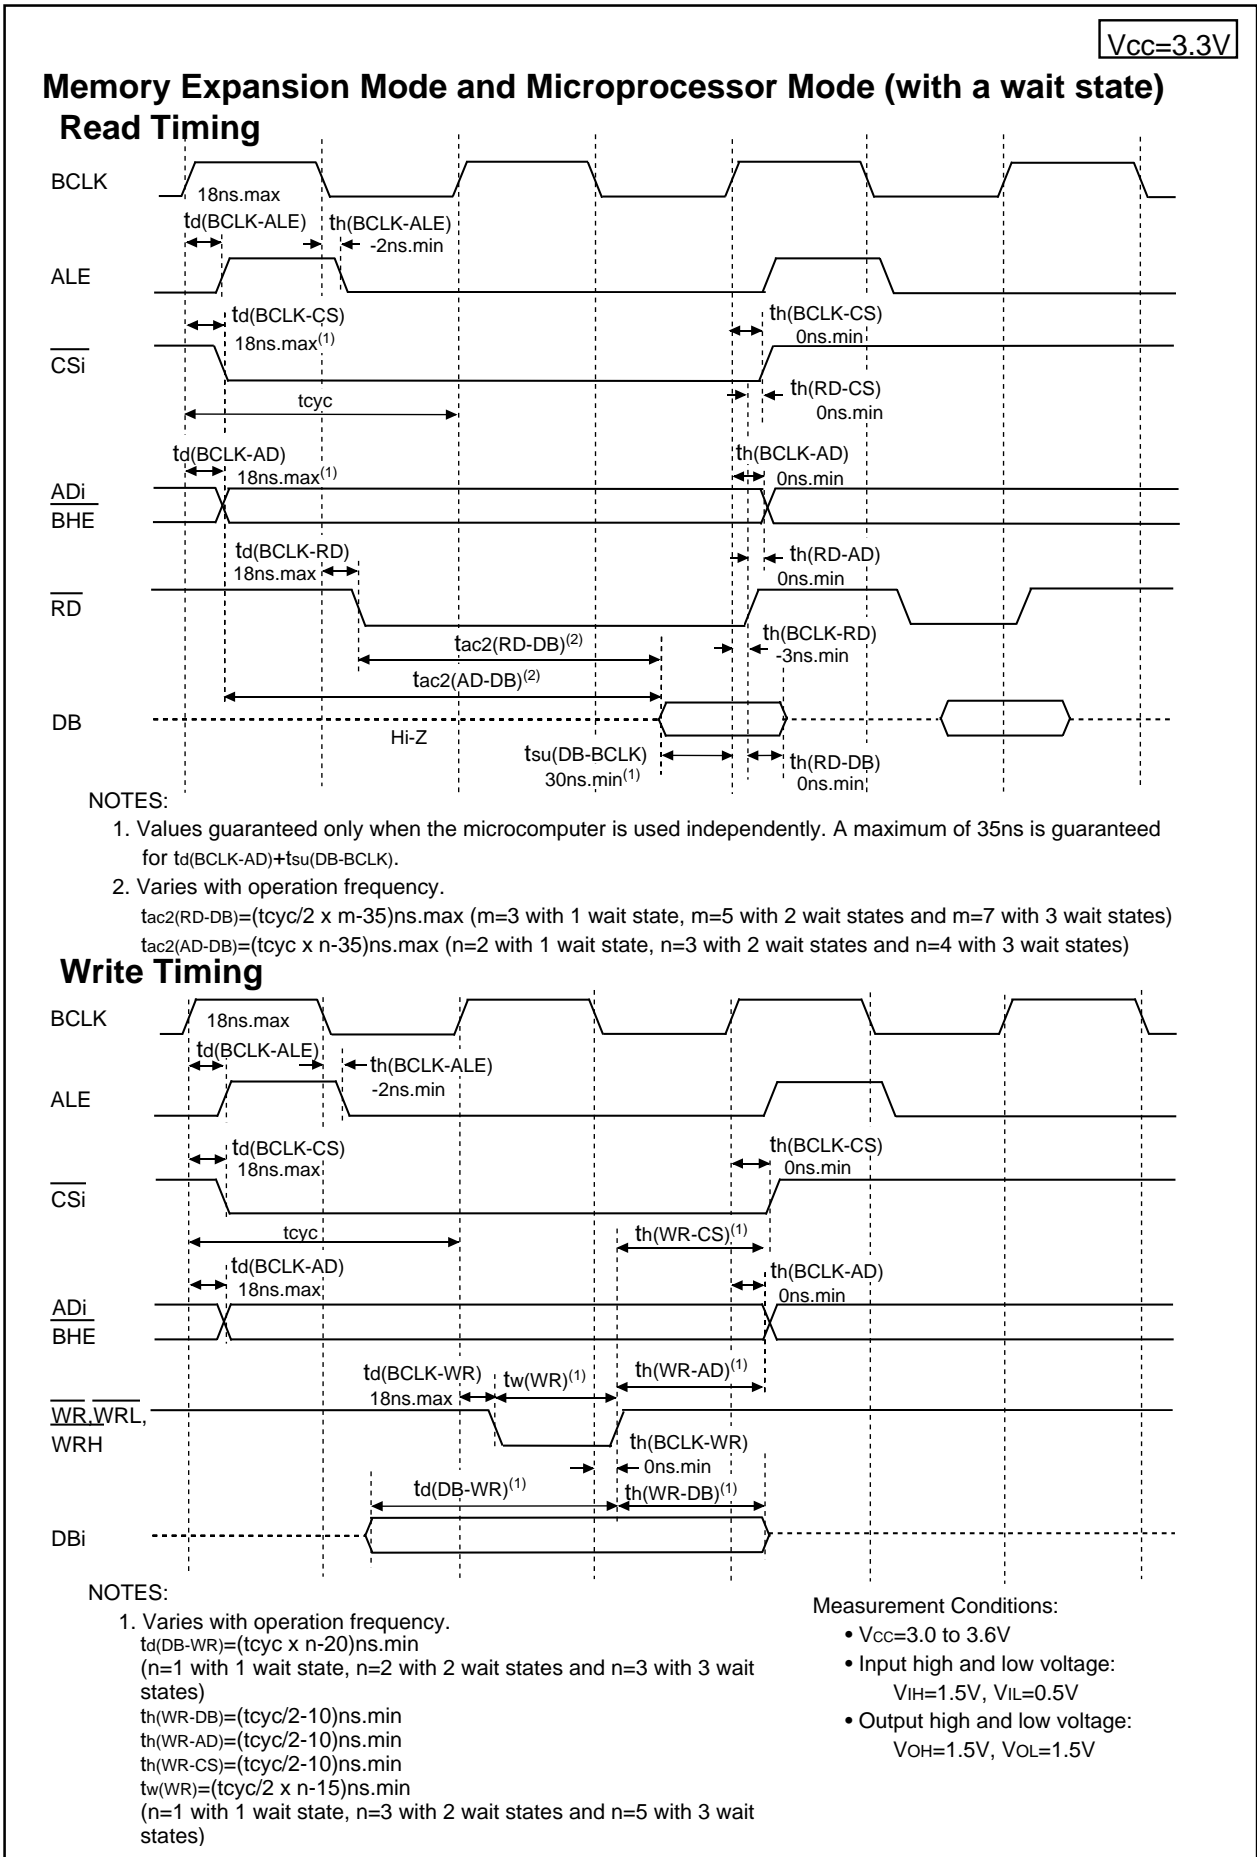 Vcc=3.3V
Memory Expansion Mode and Microprocessor Mode (with a wait state)
Read Timing
BCLK
18ns.max
td(BCLK-ALE)
th(BCLK-ALE)
-2ns.min
ALE
td(BCLK-CS)
18ns.max(1)
th(BCLK-CS)
0ns.min
CSi
tcyc
th(RD-CS)
0ns.min
td(BCLK-AD)
18ns.max(1)
th(BCLK-AD)
0ns.min
ADi
BHE
td(BCLK-RD)
18ns.max
th(RD-AD)
0ns.min
RD
tac2(RD-DB)(2)
th(BCLK-RD)
-3ns.min
tac2(AD-DB)(2)
DB
Hi-Z
tsu(DB-BCLK)
30ns.min(1)
th(RD-DB)
0ns.min
NOTES:
1. Values guaranteed only when the microcomputer is used independently. A maximum of 35ns is guaranteed
for td(BCLK-AD)+tsu(DB-BCLK).
2. Varies with operation frequency.
tac2(RD-DB)=(tcyc/2 x m-35)ns.max (m=3 with 1 wait state, m=5 with 2 wait states and m=7 with 3 wait states)
tac2(AD-DB)=(tcyc x n-35)ns.max (n=2 with 1 wait state, n=3 with 2 wait states and n=4 with 3 wait states)
Write Timing
BCLK
18ns.max
td(BCLK-ALE)
th(BCLK-ALE)
-2ns.min
ALE
td(BCLK-CS)
18ns.max
th(BCLK-CS)
0ns.min
CSi
tcyc
th(WR-CS)(1)
td(BCLK-AD)
18ns.max
th(BCLK-AD)
0ns.min
ADi
BHE
td(BCLK-WR)
18ns.max
tw(WR)(1)
th(WR-AD)(1)
WR,WRL,
WRH
th(BCLK-WR)
0ns.min
td(DB-WR)(1)
th(WR-DB)(1)
DBi
NOTES:
1. Varies with operation frequency.
td(DB-WR)=(tcyc x n-20)ns.min
(n=1 with 1 wait state, n=2 with 2 wait states and n=3 with 3 wait
states)
th(WR-DB)=(tcyc/2-10)ns.min
th(WR-AD)=(tcyc/2-10)ns.min
th(WR-CS)=(tcyc/2-10)ns.min
tw(WR)=(tcyc/2 x n-15)ns.min
(n=1 with 1 wait state, n=3 with 2 wait states and n=5 with 3 wait
states)
Measurement Conditions:
• VCC=3.0 to 3.6V
• Input high and low voltage:
VIH=1.5V, VIL=0.5V
• Output high and low voltage:
VOH=1.5V, VOL=1.5V